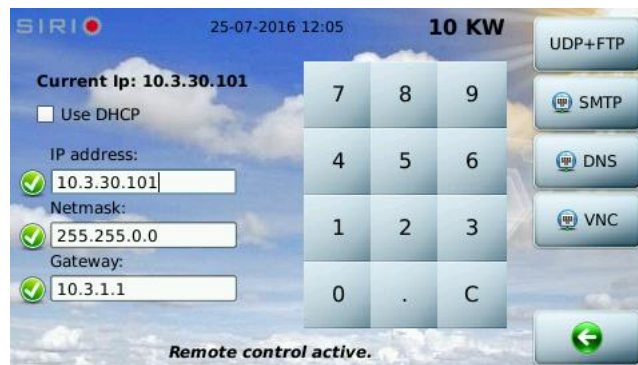 SIRIO 25-07-2016 12:05 10 KW
UDP+FTP
Current Ip: 10.3.30.101
Use DHCP
IP address:
10.3.30.101
Netmask:
255.255.0.0
Gateway:
10.3.1.1
7 8 9
4 5 6
1 2 3
0 . C
SMTP
DNS
VNC
Remote control active.